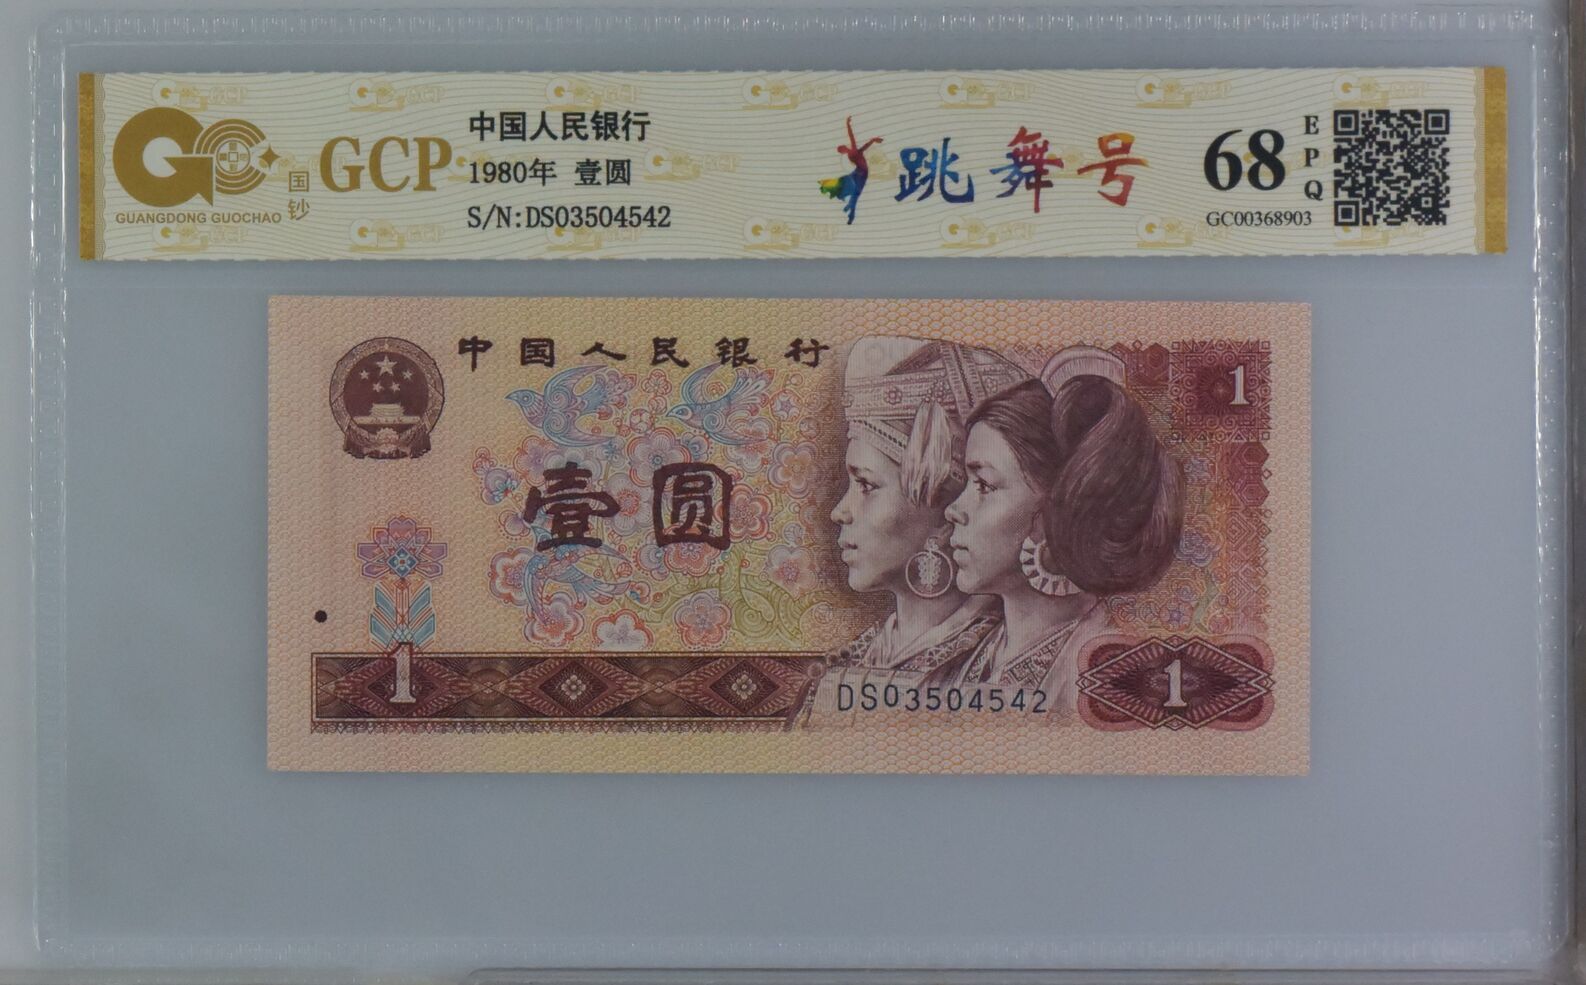 GCP
国钞
GUANGDONG GUOCHAO
中国人民银行
1980年 壹圆
S/N:DS03504542
跳舞号
68
EPQ
GC00368903
中国人民银行
1
壹圆
1
DS03504542
1